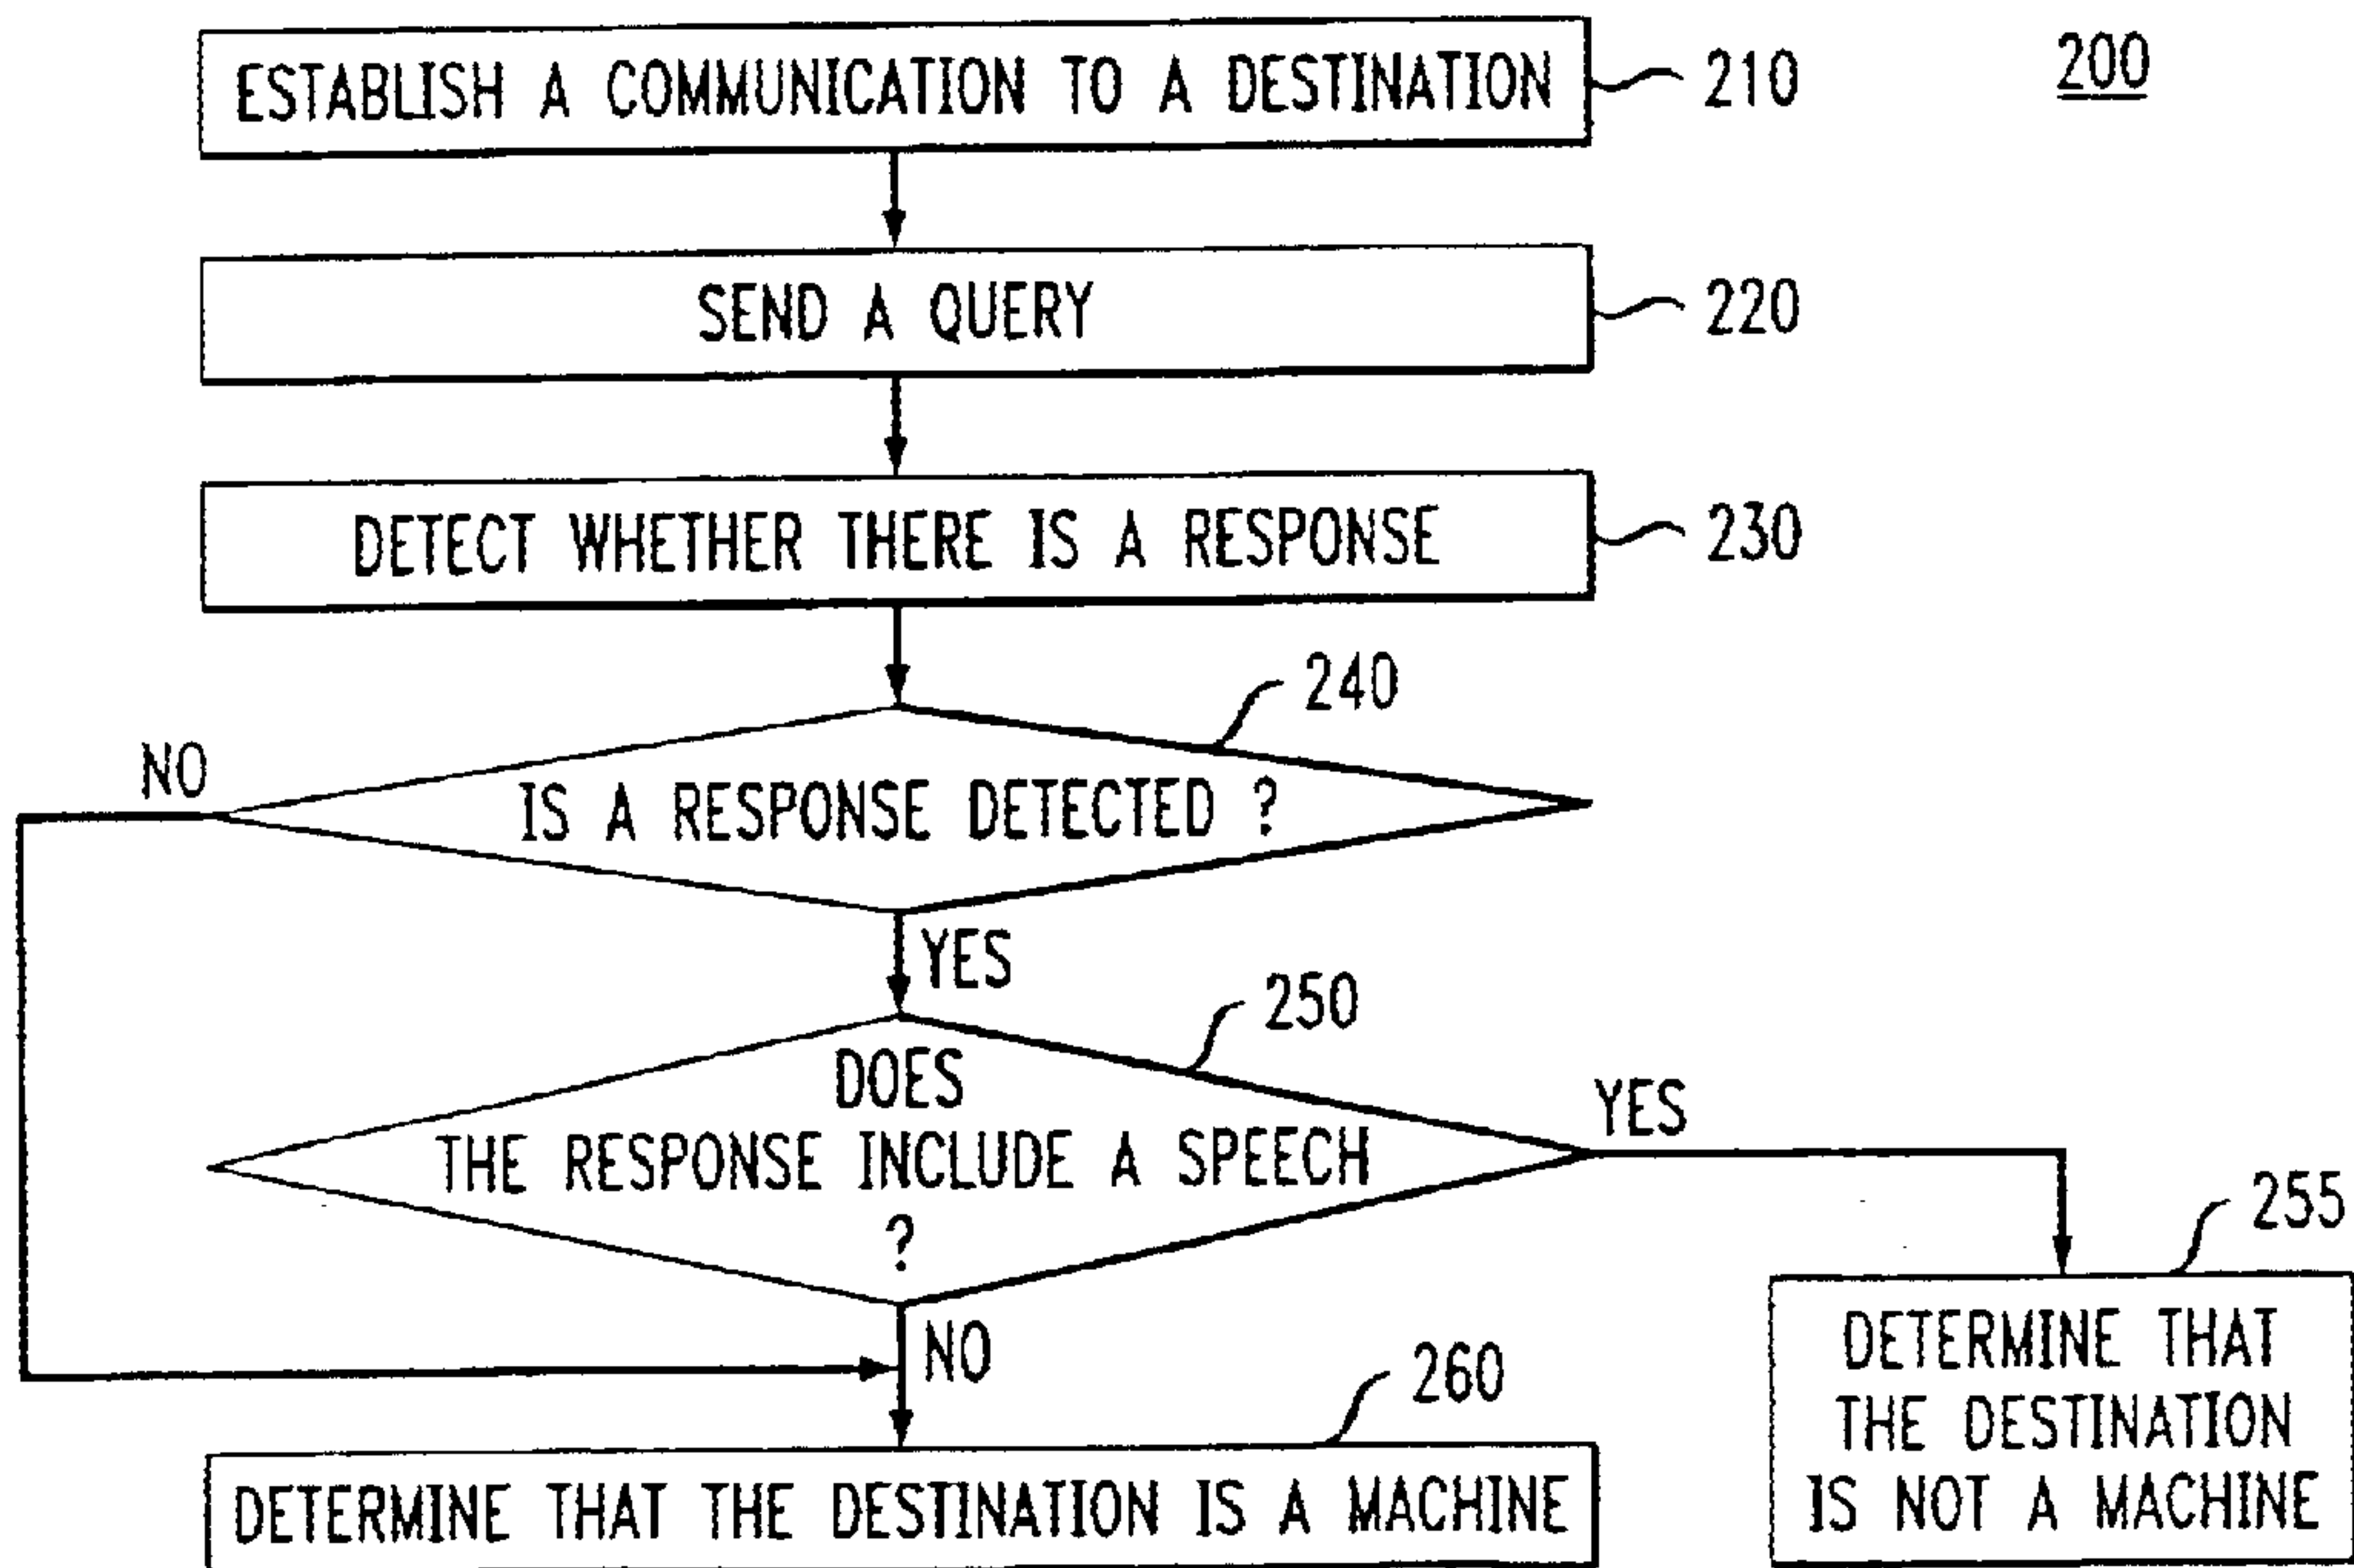 ESTABLISH A COMMUNICATION TO A DESTINATION
210
200
SEND A QUERY
220
DETECT WHETHER THERE IS A RESPONSE
230
240
NO
IS A RESPONSE DETECTED ?
YES
250
DOES
THE RESPONSE INCLUDE A SPEECH
?
YES
255
NO
260
DETERMINE THAT THE DESTINATION IS A MACHINE
DETERMINE THAT
THE DESTINATION
IS NOT A MACHINE